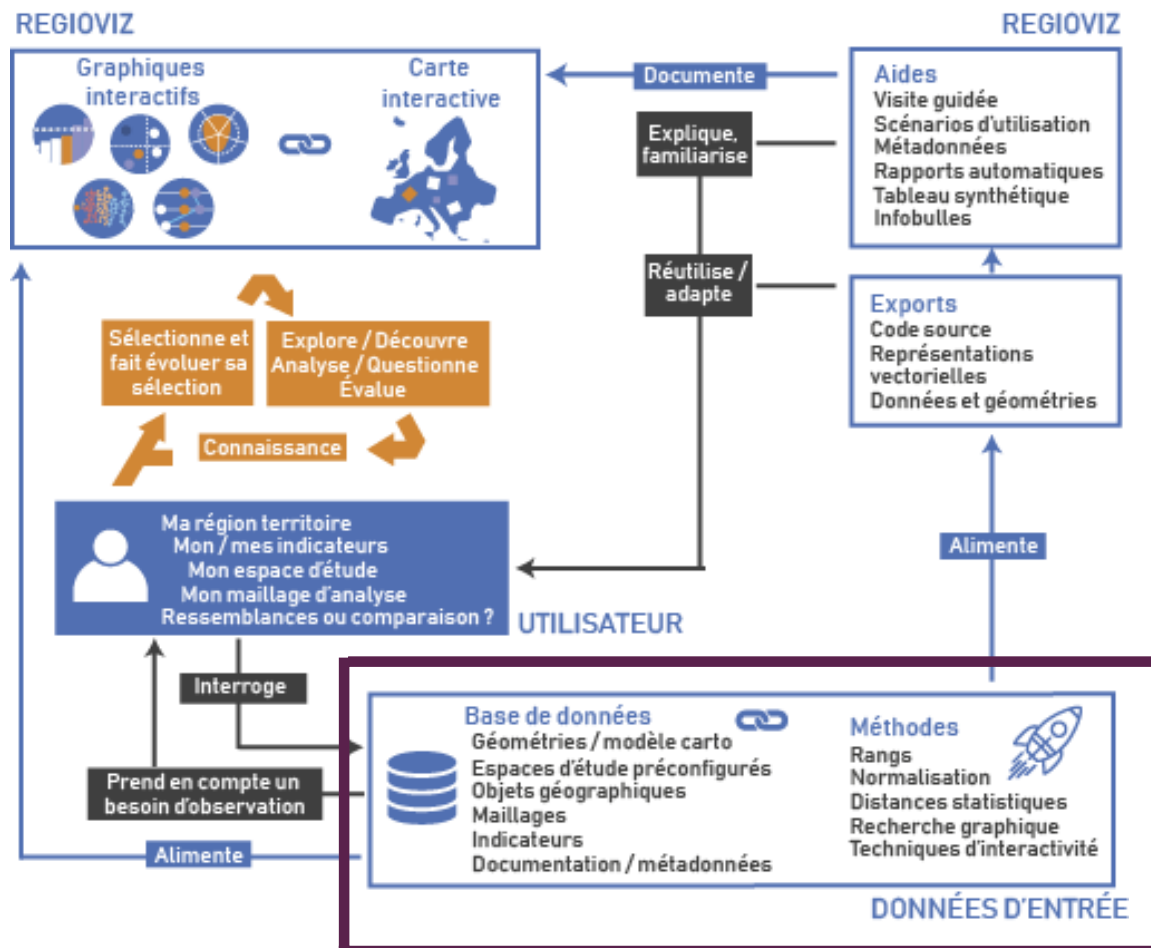 REGIOVIZ
Graphiques
interactifs
Carte
interactive
Documente
REGIOVIZ
Aides
Visite guidée
Scénarios d'utilisation
Métadonnées
Rapports automatiques
Tableau synthétique
Infobulles
Explique,
familiarise
Réutilise /
adapte
Exports
Code source
Représentations
vectorielles
Données et géométries
Sélectionne et
fait évoluer sa
sélection
Explore / Découvre
Analyse / Questionne
Évalue
Connaissance
Ma région territoire
Mon / mes indicateurs
Mon espace d'étude
Mon maillage d'analyse
Ressemblances ou comparaison ?
UTILISATEUR
Alimente
Interroge
Prend en compte un
besoin d'observation
Alimente
Base de données
Géométries / modèle carto
Espaces d'étude préconfigurés
Objets géographiques
Maillages
Indicateurs
Documentation / métadonnées
Méthodes
Rangs
Normalisation
Distances statistiques
Recherche graphique
Techniques d'interactivité
DONNÉES D'ENTRÉE